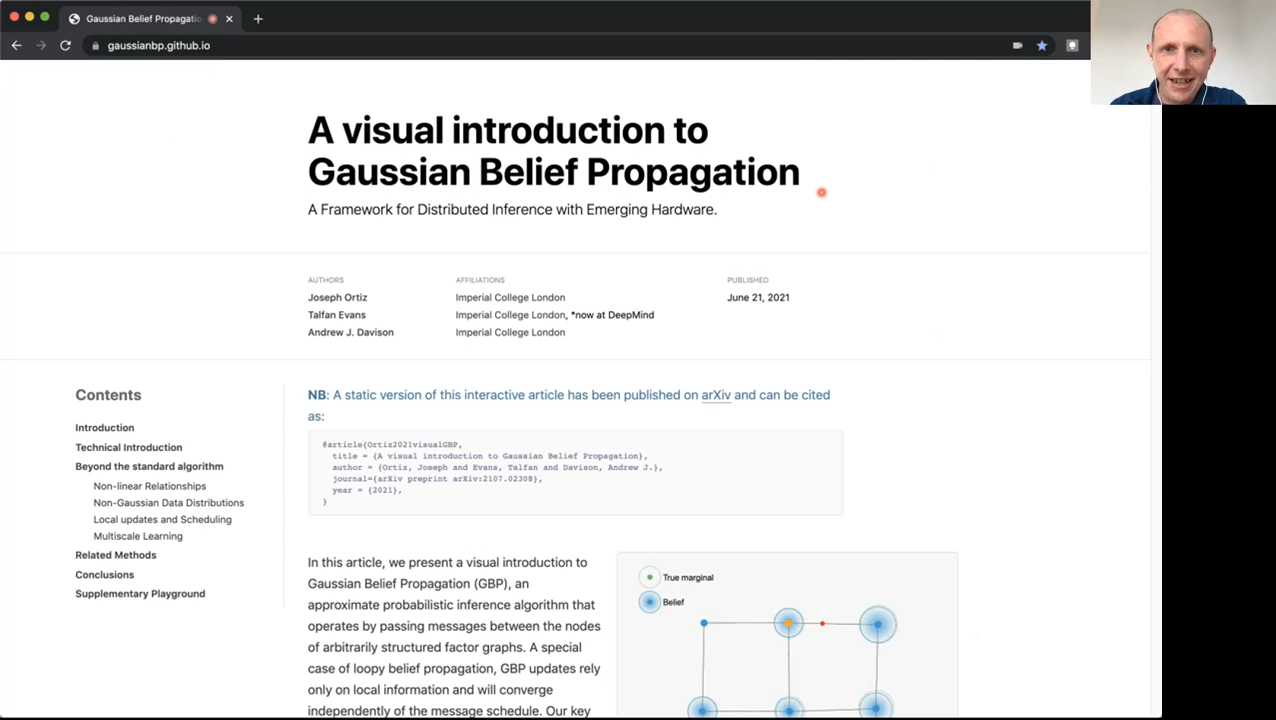 Gaussian Belief Propagatio
gaussianbp.github.io
A visual introduction to
Gaussian Belief Propagation
A Framework for Distributed Inference with Emerging Hardware.
AUTHORS
AFFILIATIONS
PUBLISHED
Joseph Ortiz
Imperial College London
June 21, 2021
Talfan Evans
Imperial College London, *now at DeepMind
Andrew J. Davison
Imperial College London
Contents
Introduction
Technical Introduction
Beyond the standard algorithm
Non-linear Relationships
Non-Gaussian Data Distributions
Local updates and Scheduling
Multiscale Learning
Related Methods
Conclusions
Supplementary Playground
NB: A static version of this interactive article has been published on arXiv and can be cited
as:
@article{Ortiz2021visualGBP,
title = {A visual introduction to Gaussian Belief Propagation},
author = {Ortiz, Joseph and Evans, Talfan and Davison, Andrew J.},
journal={arXiv preprint arXiv:2107.02308},
year = {2021},
}
In this article, we present a visual introduction to
Gaussian Belief Propagation (GBP), an
approximate probabilistic inference algorithm that
operates by passing messages between the nodes
of arbitrarily structured factor graphs. A special
case of loopy belief propagation, GBP updates rely
only on local information and will converge
independently of the message schedule. Our key
True marginal
Belief